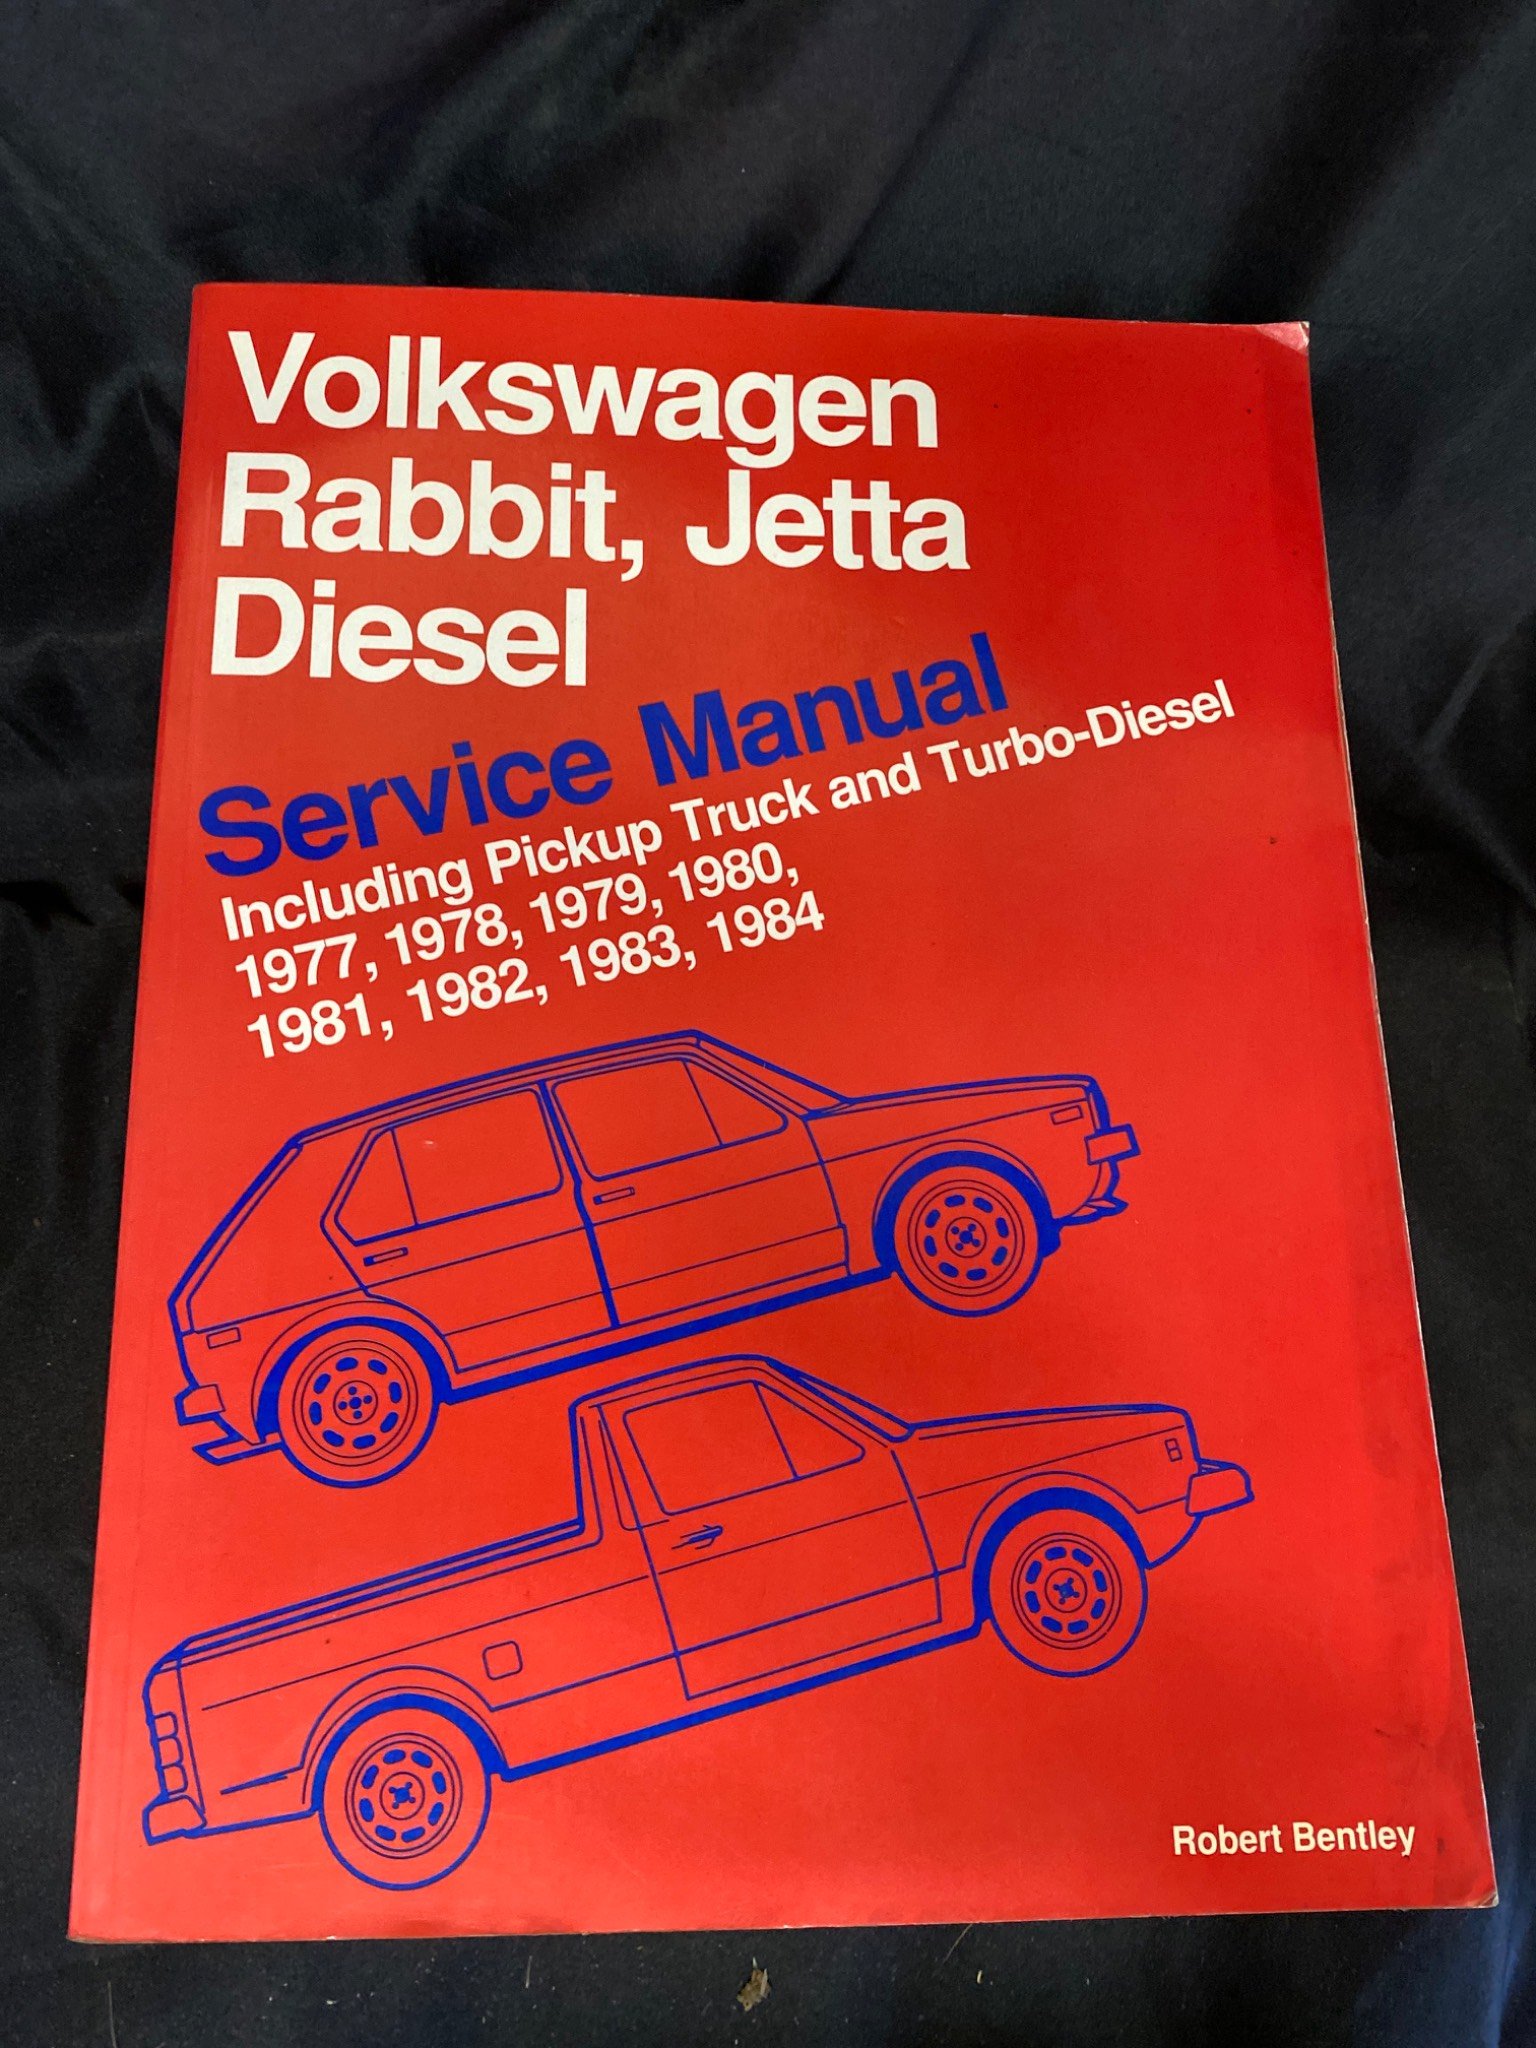 Volkswagen
Rabbit, Jetta
Diesel
Service Manual
Including Pickup Truck and Turbo-Diesel
1977, 1978, 1979, 1980,
1981, 1982, 1983, 1984
Robert Bentley